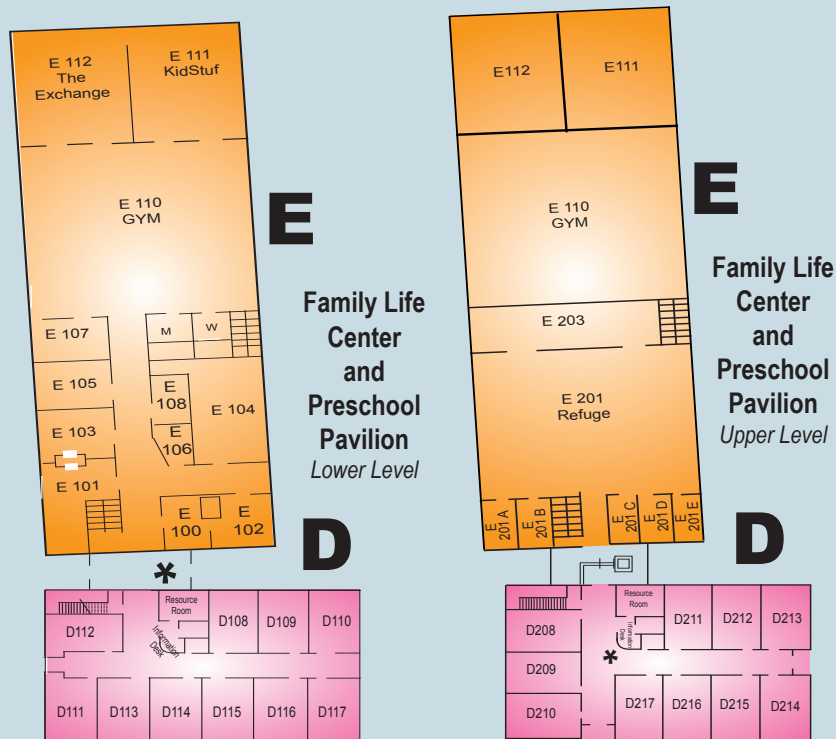 E 112
The
Exchange
E 111
KidStuf
E 110
GYM
E
Family Life
Center
and
Preschool
Pavilion
Lower Level
E 107
M
W
E 105
E
108
E 104
E 103
E
106
E 101
E
100
E
102
D
*
Resource
Room
D112
Information
Desk
D108
D109
D110
D111
D113
D114
D115
D116
D117
E112
E111
E 110
GYM
E
Family Life
Center
and
Preschool
Pavilion
Upper Level
E 203
E 201
Refuge
E
201 A
E
201 B
E
201 C
E
201 D
E
201 E
D
Resource
Room
D208
Information
Desk
D211
D212
D213
D209
*
D210
D217
D216
D215
D214